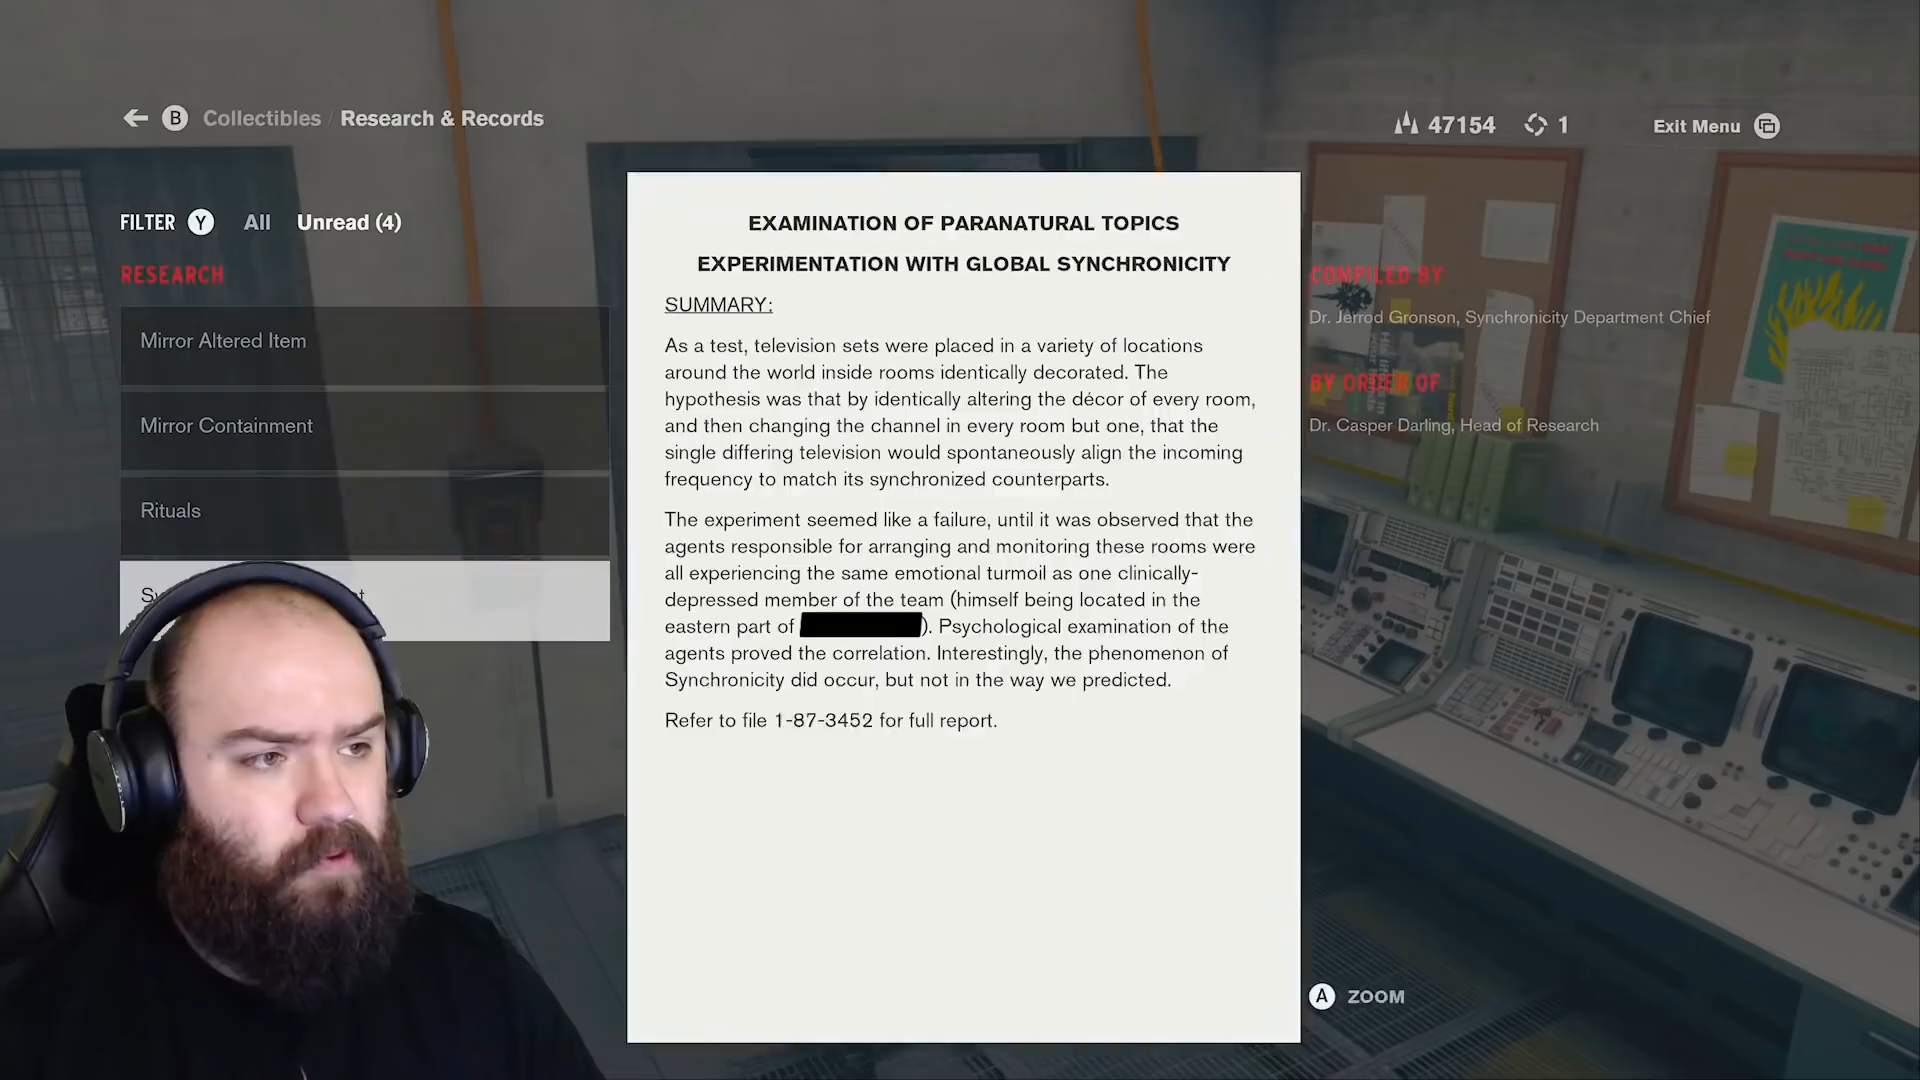 B Collectibles / Research & Records
47154 1 Exit Menu
FILTER Y All Unread (4)
RESEARCH
Mirror Altered Item
Mirror Containment
Rituals
EXAMINATION OF PARANATURAL TOPICS
EXPERIMENTATION WITH GLOBAL SYNCHRONICITY
SUMMARY:
As a test, television sets were placed in a variety of locations
around the world inside rooms identically decorated. The
hypothesis was that by identically altering the décor of every room,
and then changing the channel in every room but one, that the
single differing television would spontaneously align the incoming
frequency to match its synchronized counterparts.
The experiment seemed like a failure, until it was observed that the
agents responsible for arranging and monitoring these rooms were
all experiencing the same emotional turmoil as one clinically-
depressed member of the team (himself being located in the
eastern part of ). Psychological examination of the
agents proved the correlation. Interestingly, the phenomenon of
Synchronicity did occur, but not in the way we predicted.
Refer to file 1-87-3452 for full report.
COMPILED BY
Dr. Jerrod Gronson, Synchronicity Department Chief
BY ORDER OF
Dr. Casper Darling, Head of Research
A ZOOM